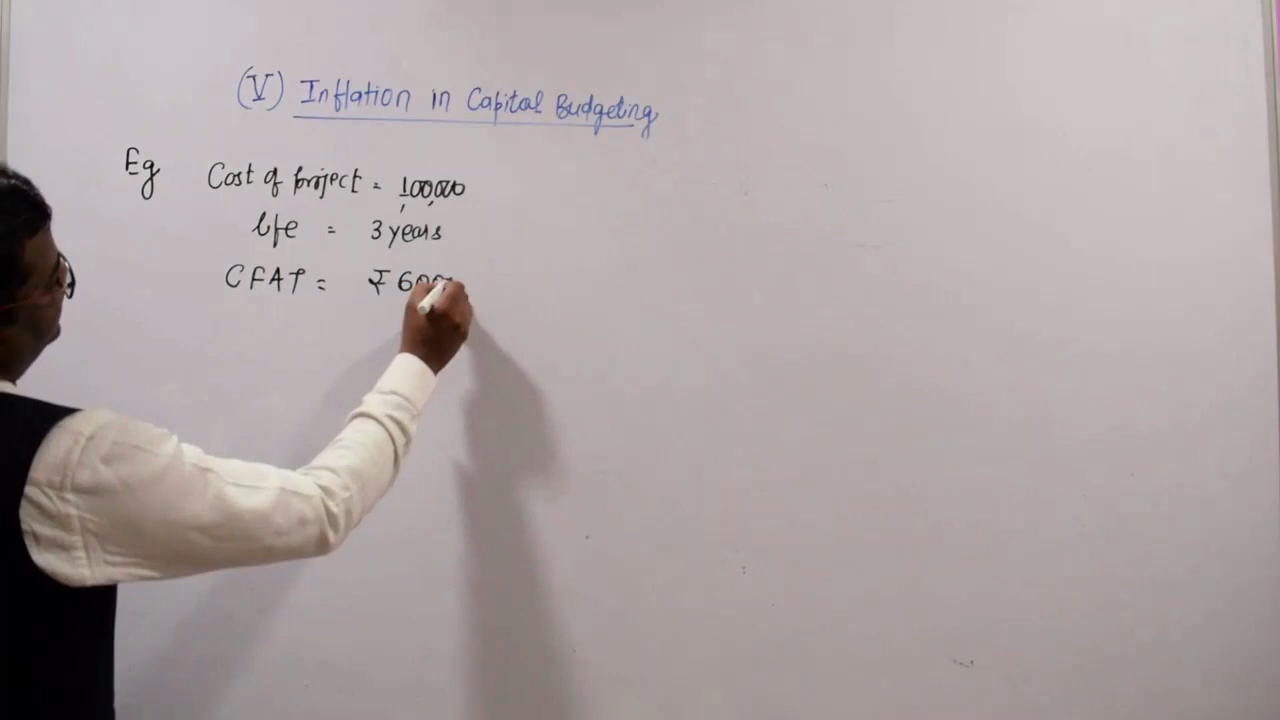 (V) Inflation in Capital Budgeting
Eg Cost of project = 1,00,000
life = 3 years
CFAT = ₹ 600